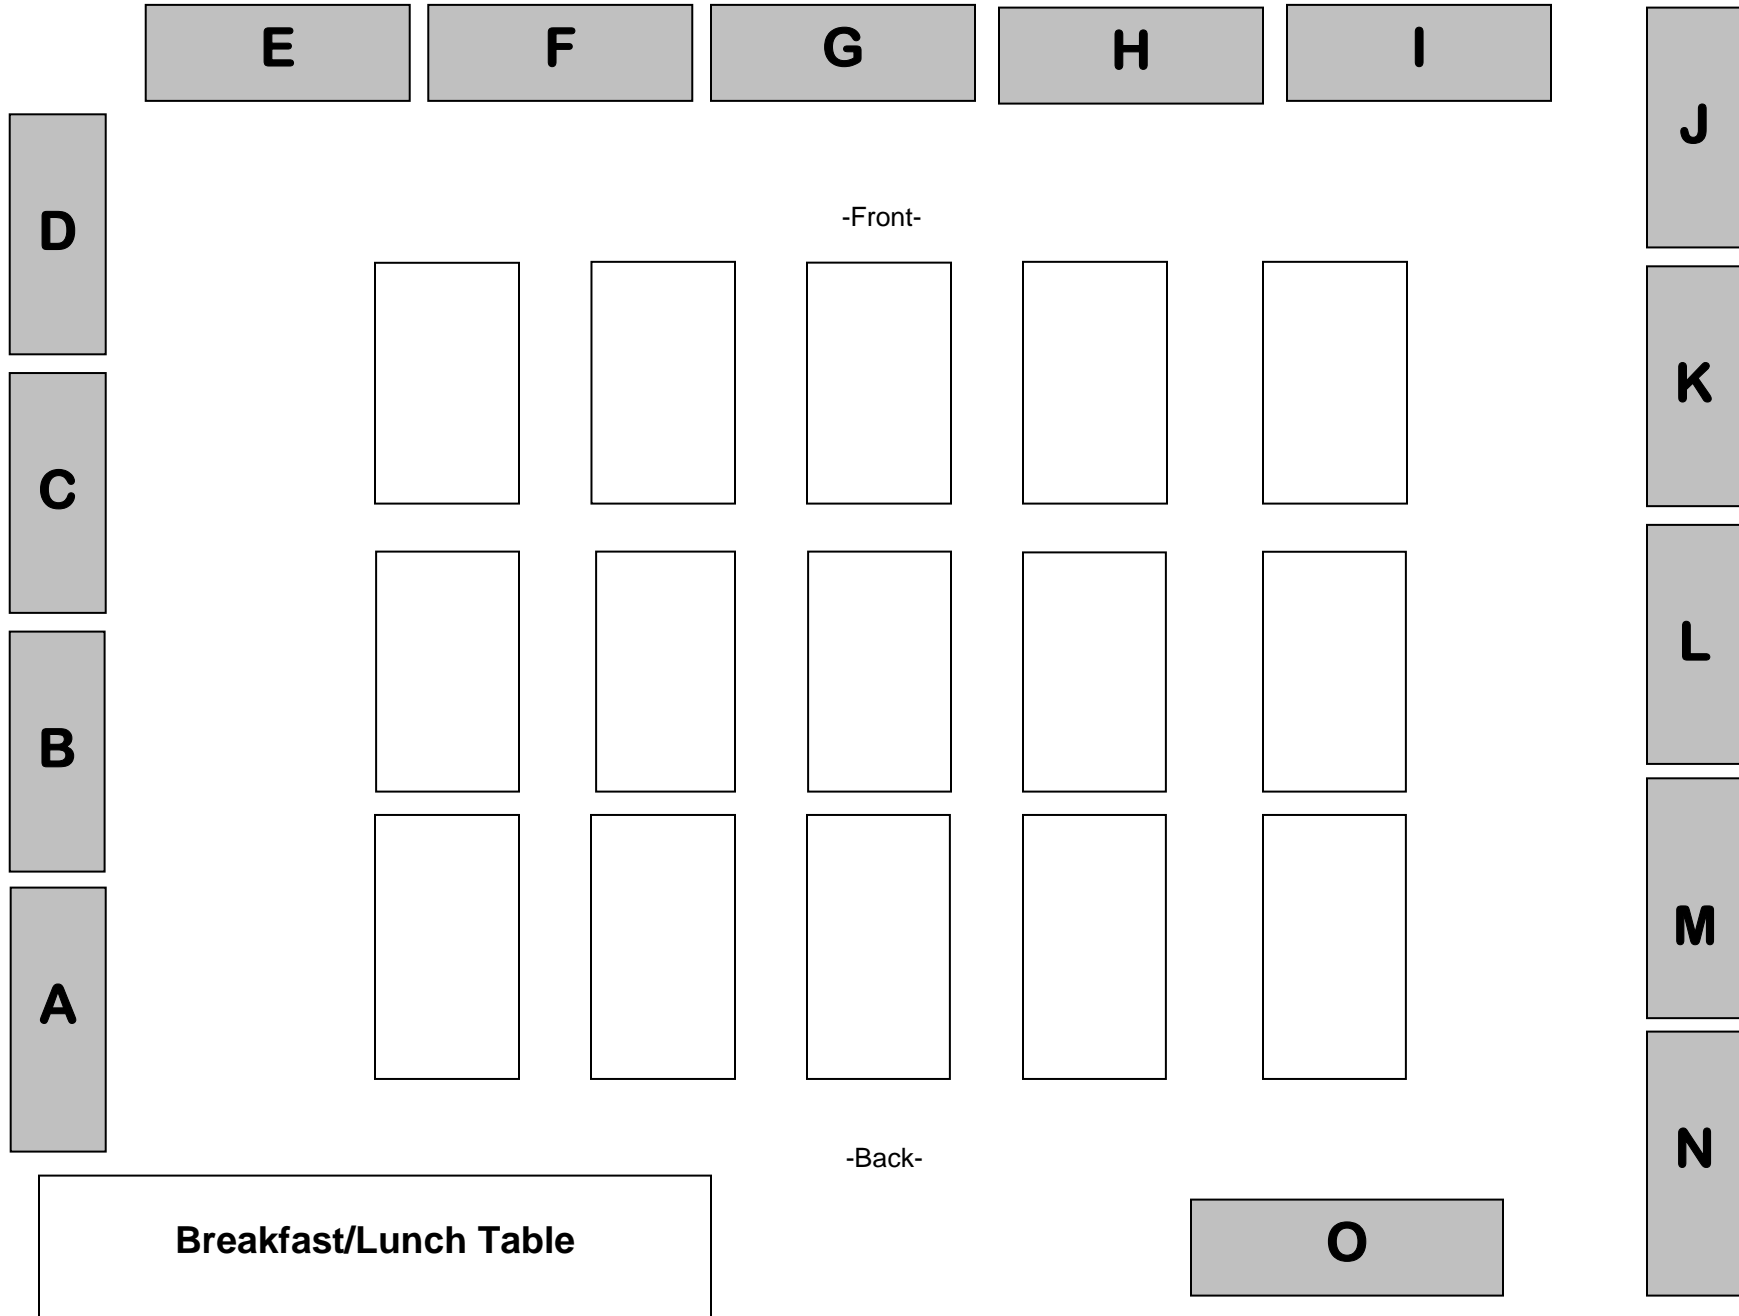 E F G H I
J
D
-Front-
K
C
L
B
M
A
N
-Back-
Breakfast/Lunch Table
O